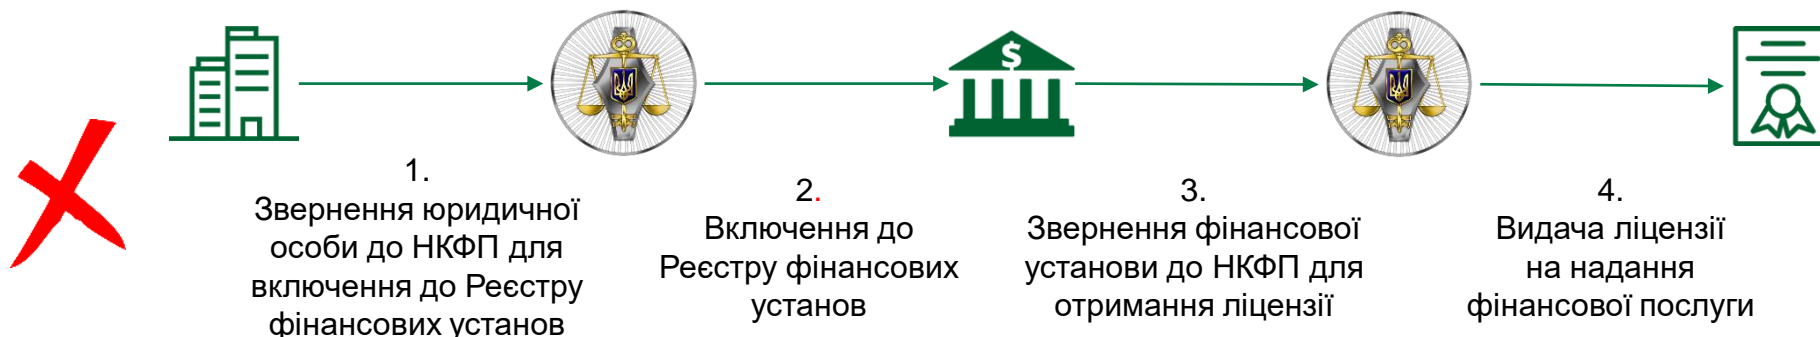 $
1.
Звернення юридичної
особи до НКФП для
включення до Реєстру
фінансових установ
2.
Включення до
Реєстру фінансових
установ
3.
Звернення фінансової
установи до НКФП для
отримання ліцензії
4.
Видача ліцензії
на надання
фінансової послуги